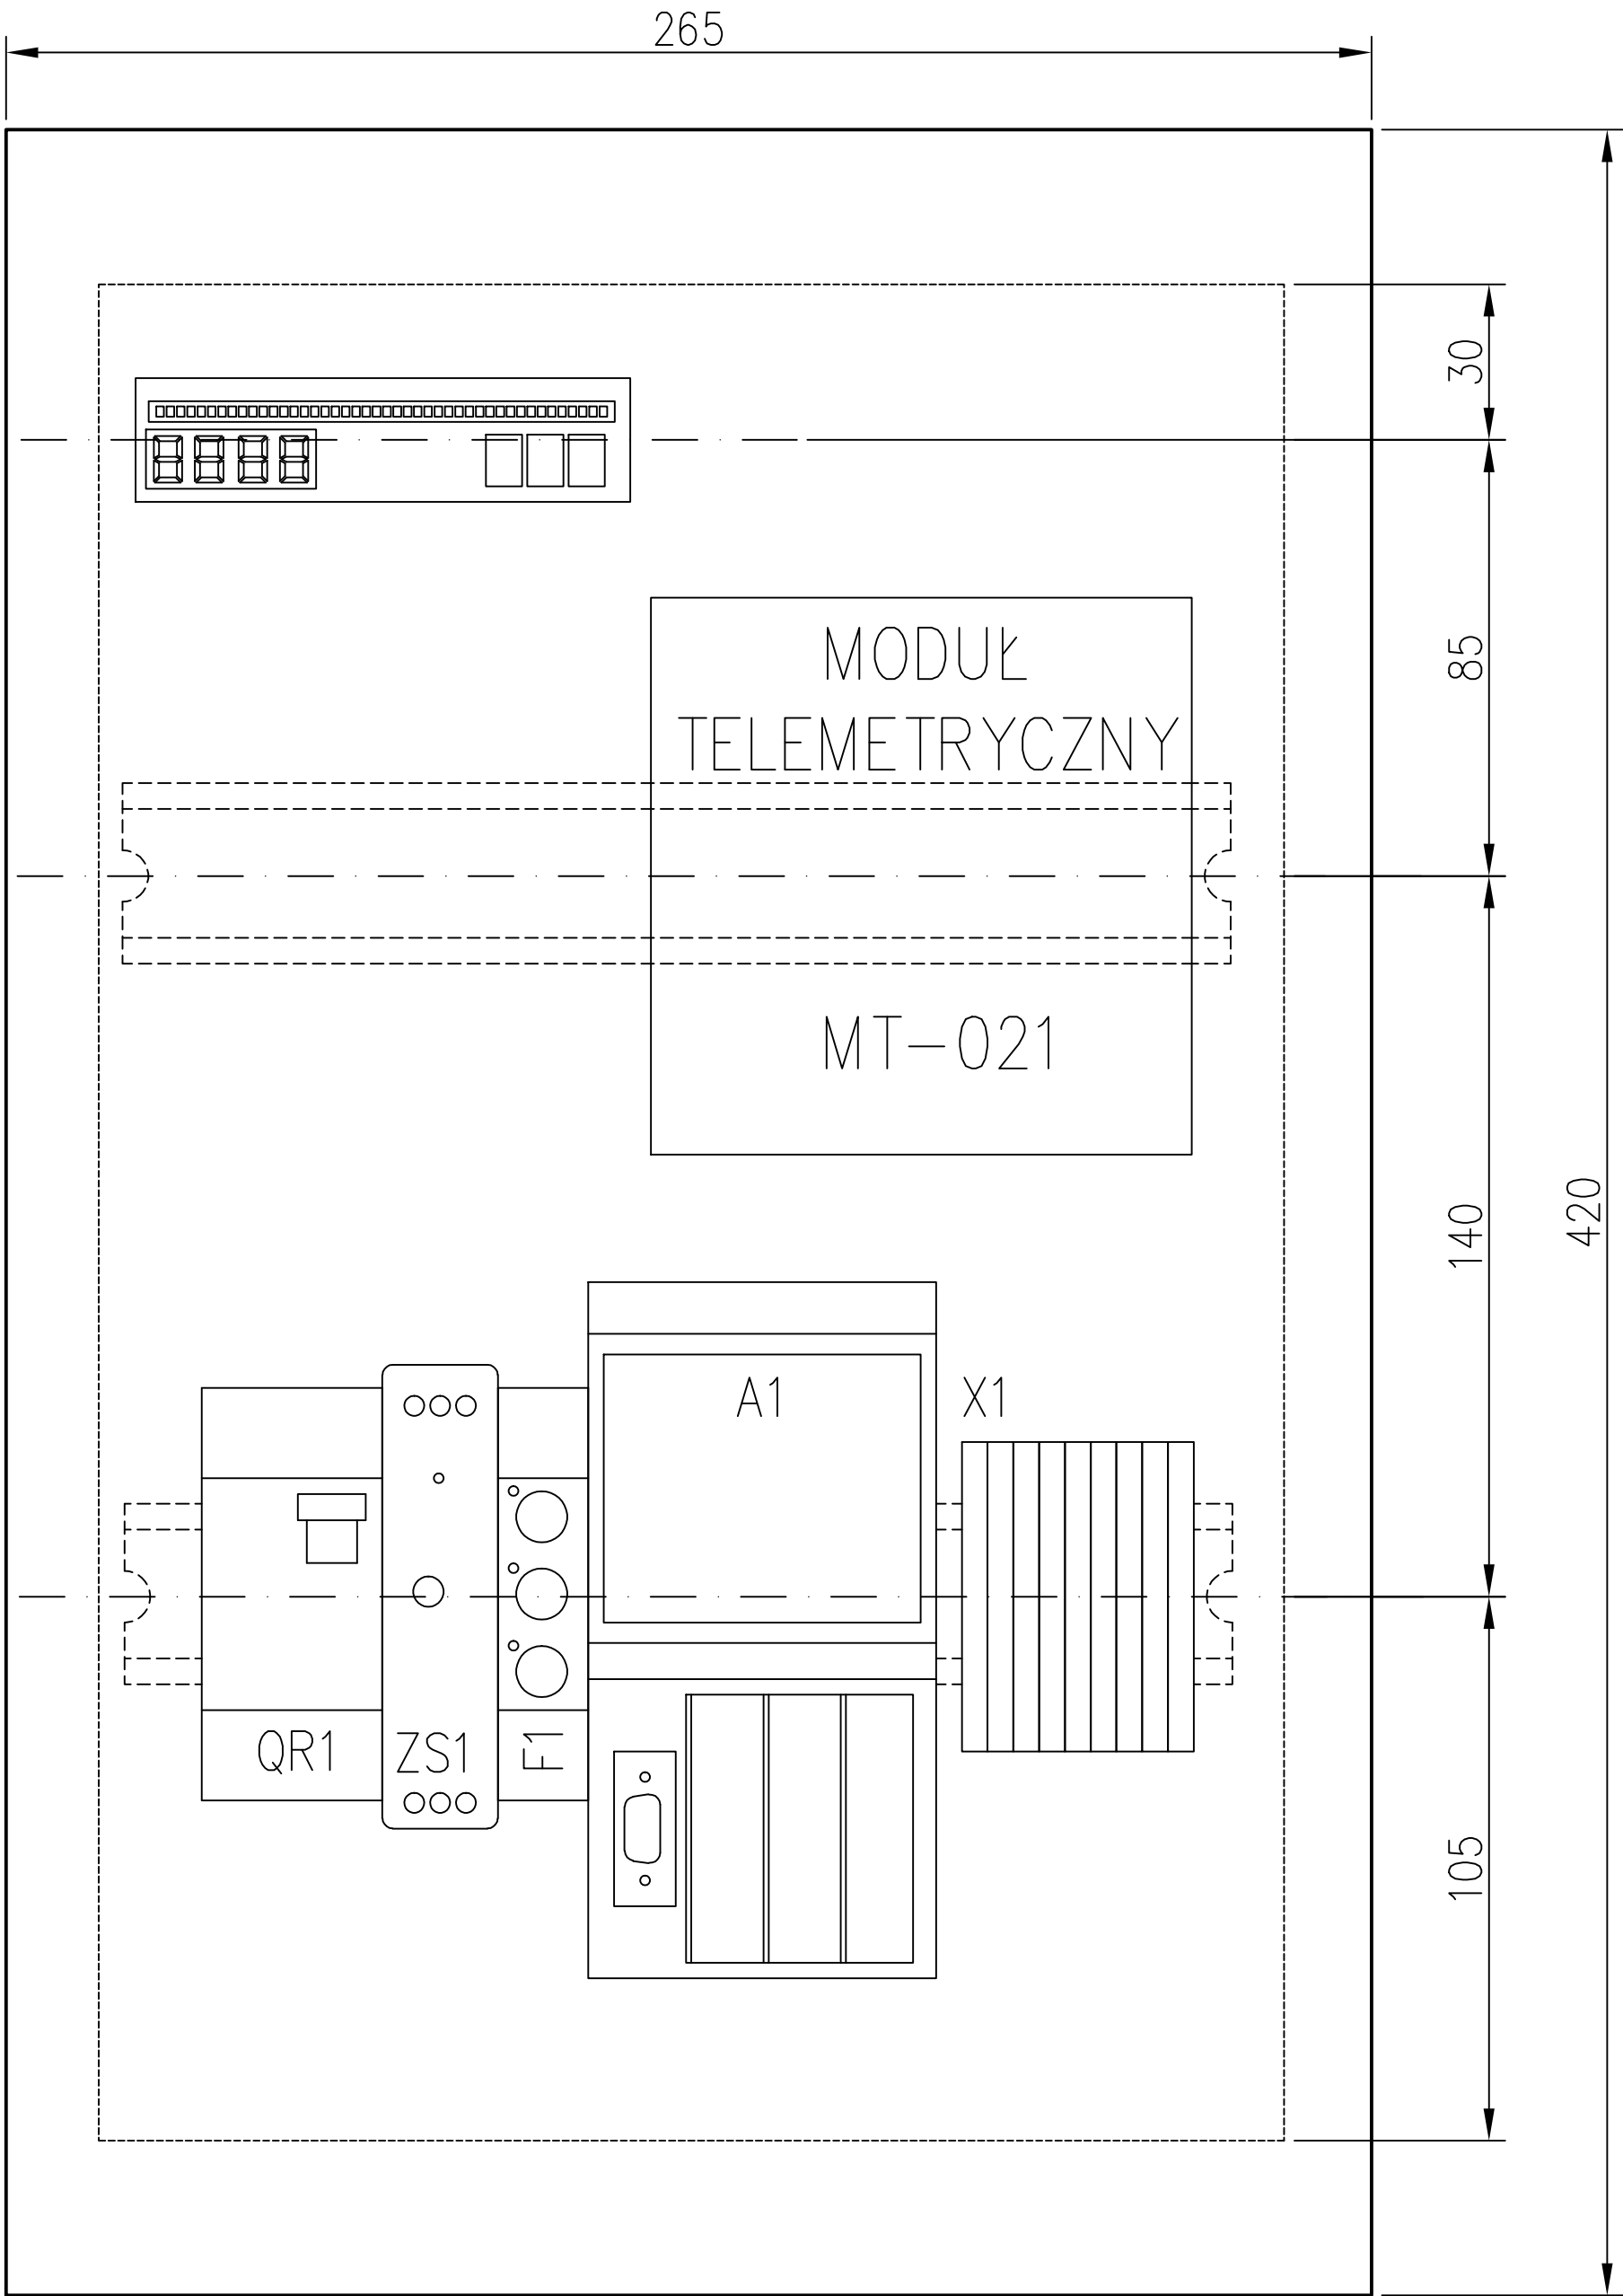 265
30
85
MODUŁ
TELEMETRYCZNY
MT-021
140
420
A1
X1
QR1
ZS1
F1
105